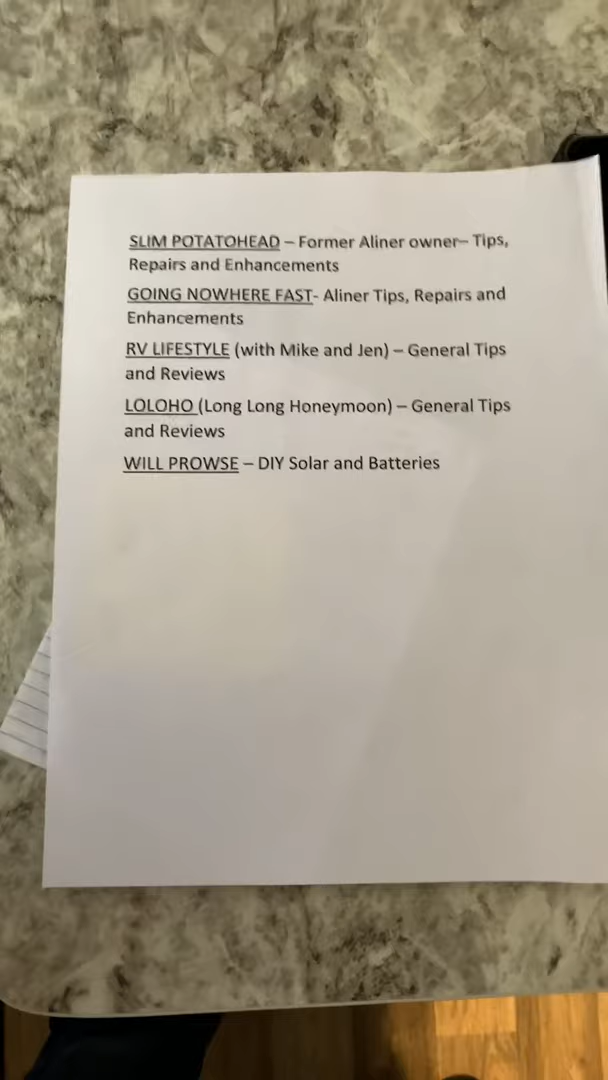 SLIM POTATOHEAD – Former Aliner owner– Tips,
Repairs and Enhancements
GOING NOWHERE FAST- Aliner Tips, Repairs and
Enhancements
RV LIFESTYLE (with Mike and Jen) – General Tips
and Reviews
LOLOHO (Long Long Honeymoon) – General Tips
and Reviews
WILL PROWSE – DIY Solar and Batteries